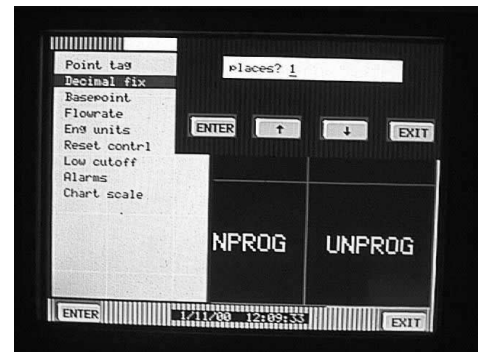 Point tag
places? 1
Decimal fix
Basepoint
Flowrate
Eng units
ENTER ↑ ↓ EXIT
Reset contrl
Low cutoff
Alarms
Chart scale
NPROG UNPROG
ENTER 1/11/00 12:09:33 EXIT